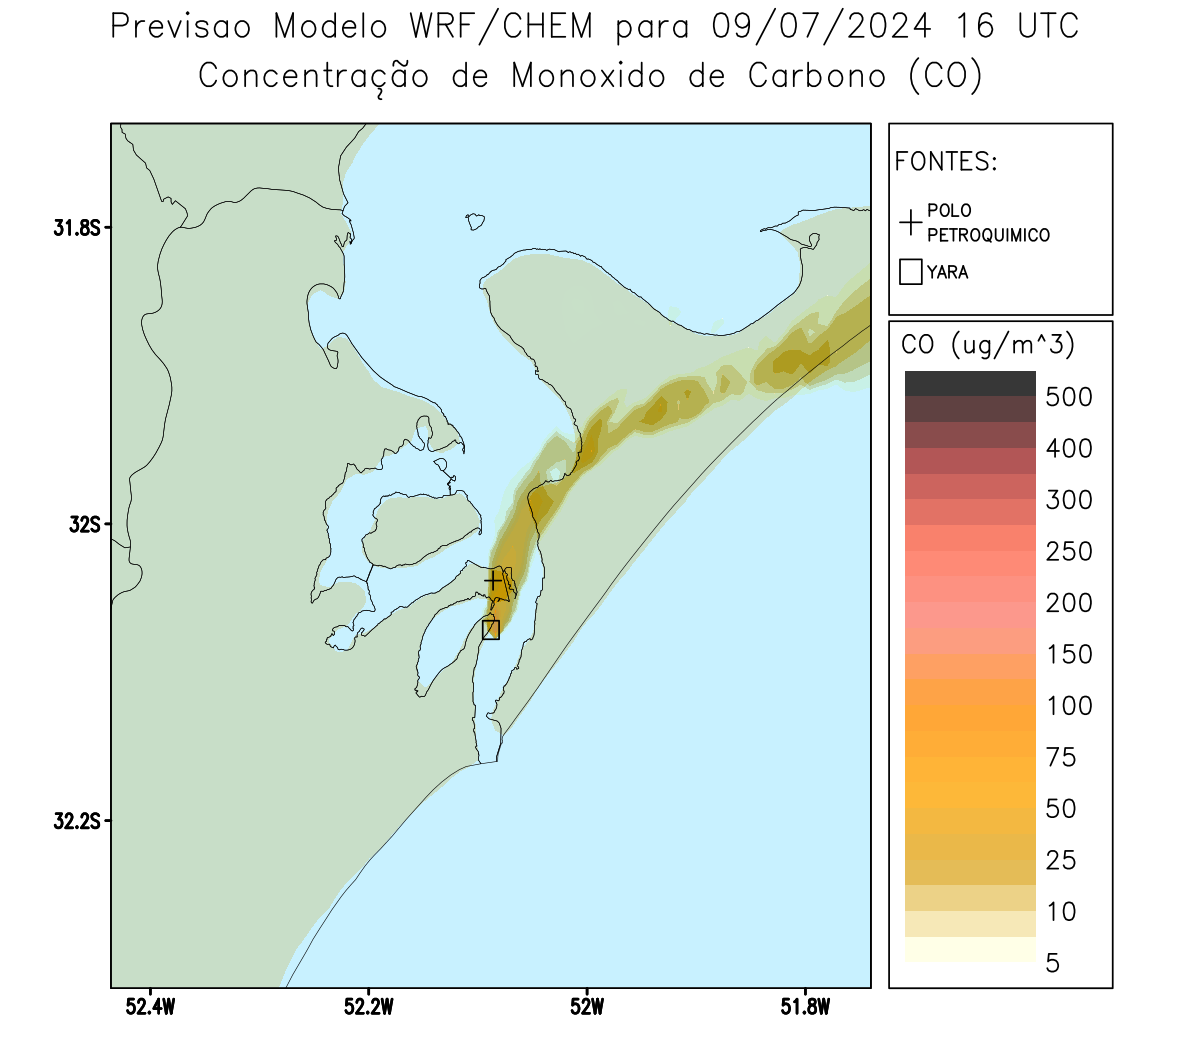 Previsao Modelo WRF/CHEM para 09/07/2024 16 UTC
Concentração de Monoxido de Carbono (CO)
FONTES:
POLO
PETROQUIMICO
YARA
CO (ug/m^3)
500
400
300
250
200
150
100
75
50
25
10
5
31.8S
32S
32.2S
52.4W
52.2W
52W
51.8W